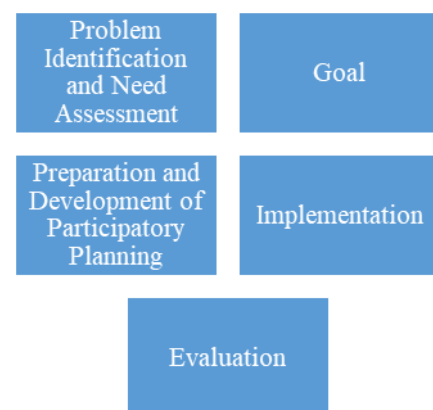 Problem
Identification
and Need
Assessment
Goal
Preparation and
Development of
Participatory
Planning
Implementation
Evaluation